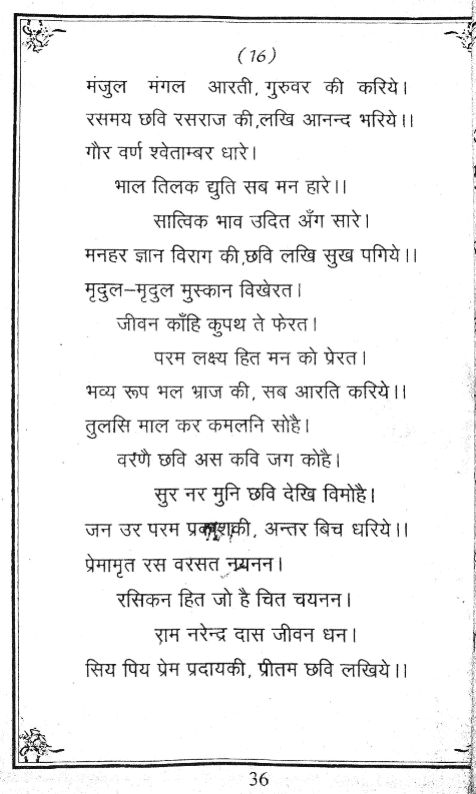 (16)
मंजुल मंगल आरती, गुरुवर की करिये।
रसमय छवि रसराज की,लखि आनन्द भरिये।।
गौर वर्ण श्वेताम्बर धारे।
भाल तिलक द्युति सब मन हारे।।
सात्विक भाव उदित अँग सारे।
मनहर ज्ञान विराग की,छवि लखि सुख पगिये।।
मृदुल–मृदुल मुस्कान विखेरत।
जीवन काँहि कुपथ ते फेरत।
परम लक्ष्य हित मन को प्रेरत।
भव्य रूप भल भ्राज की, सब आरति करिये।।
तुलसि माल कर कमलनि सोहै।
वरणै छवि अस कवि जग कोहै।
सुर नर मुनि छवि देखि विमोहै।
जन उर परम प्रकाशकी, अन्तर बिच धरिये।।
प्रेमामृत रस वरसत नयनन।
रसिकन हित जो है चित चयनन।
राम नरेन्द्र दास जीवन धन।
सिय पिय प्रेम प्रदायकी, प्रीतम छवि लखिये।।
36